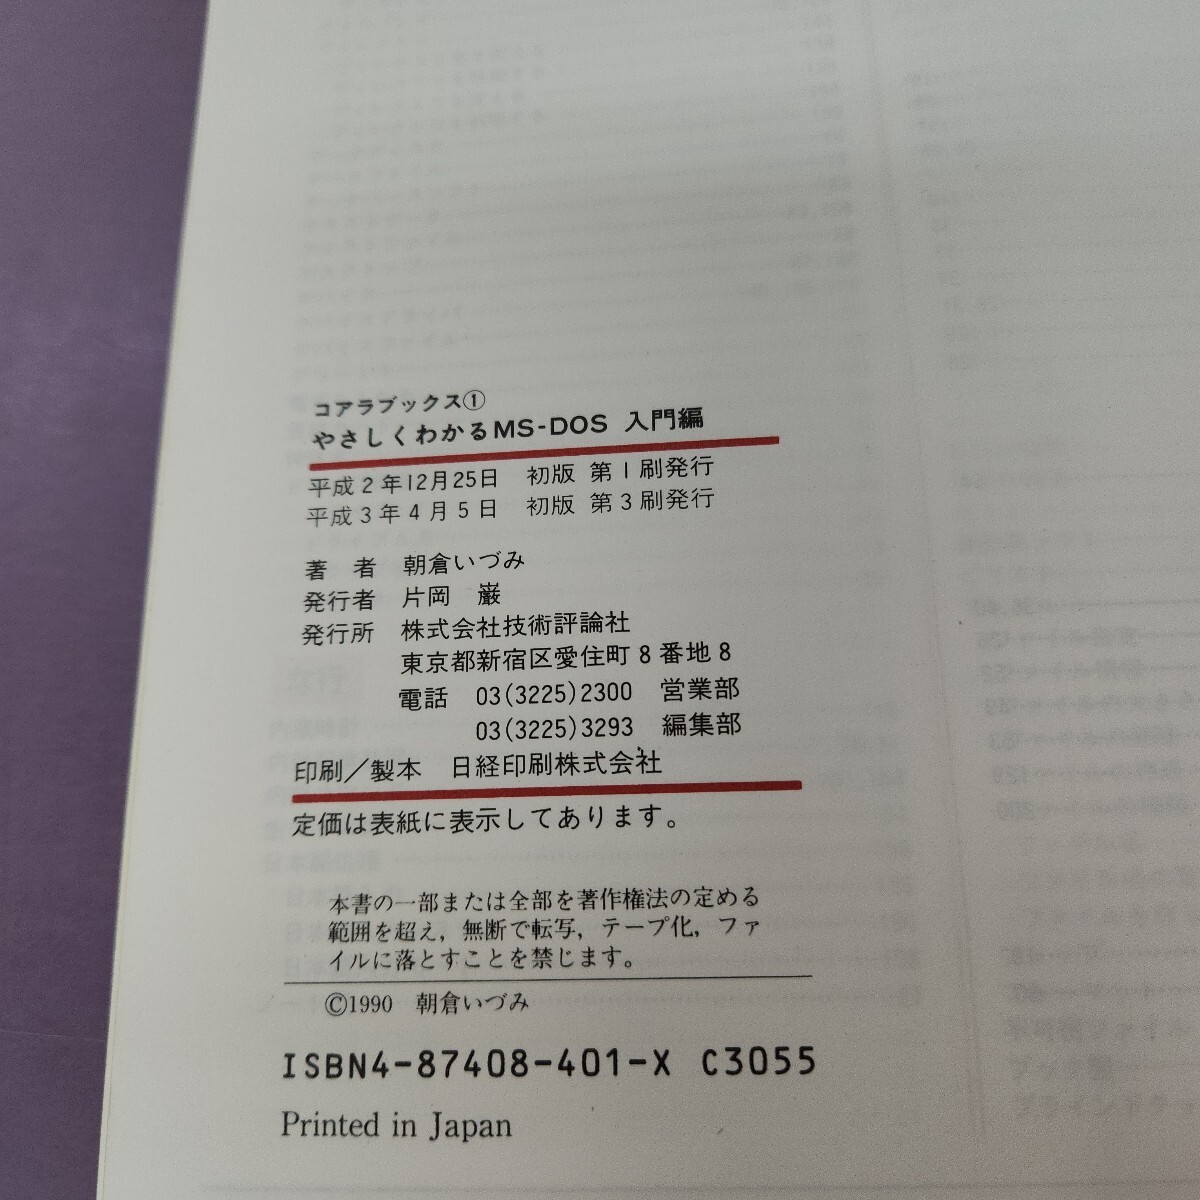 コアラブックス①
やさしくわかるMS-DOS 入門編
平成2年12月25日 初版 第1刷発行
平成3年4月5日 初版 第3刷発行
著 者 朝倉いづみ
発行者 片岡 巌
発行所 株式会社技術評論社
東京都新宿区愛住町8番地8
電話 03(3225)2300 営業部
03(3225)3293 編集部
印刷/製本 日経印刷株式会社
定価は表紙に表示してあります。
本書の一部または全部を著作権法の定める
範囲を超え,無断で転写,テープ化,ファ
イルに落とすことを禁じます。
©1990 朝倉いづみ
ISBN4-87408-401-X C3055
Printed in Japan